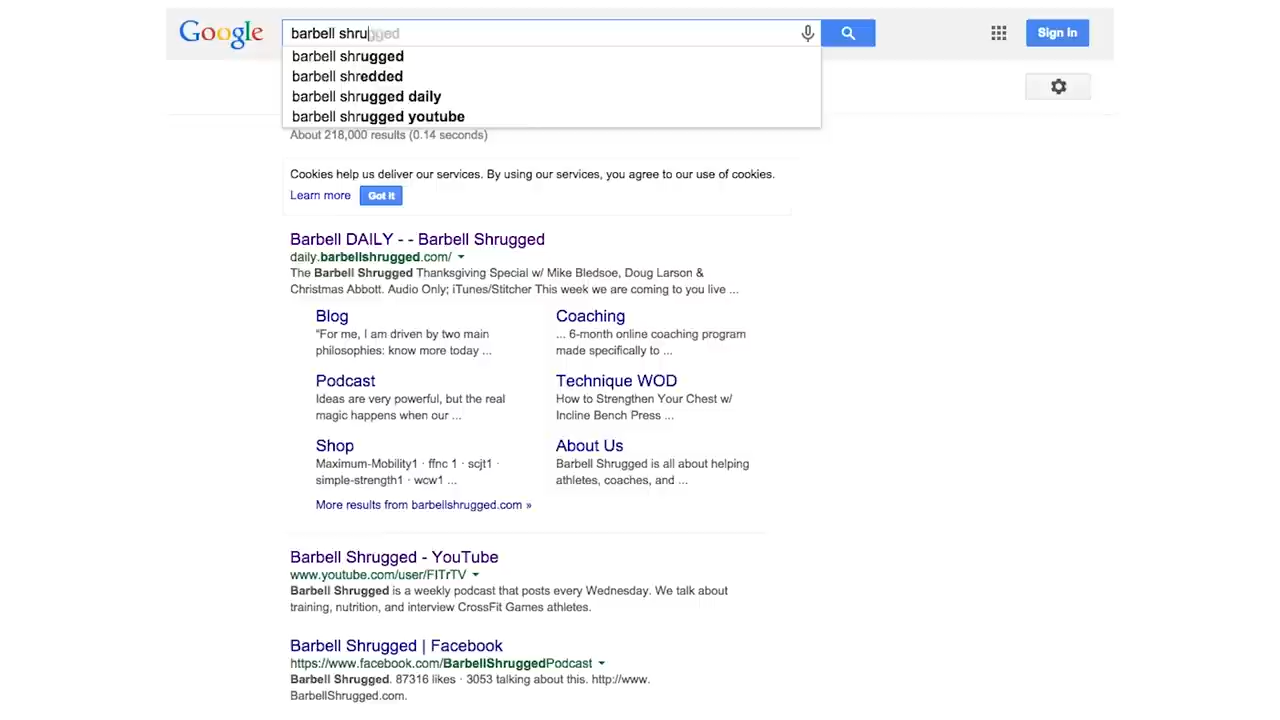 Google
barbell shrugged
Sign in
barbell shrugged
barbell shredded
barbell shrugged daily
barbell shrugged youtube
About 218,000 results (0.14 seconds)
Cookies help us deliver our services. By using our services, you agree to our use of cookies.
Learn more Got it
Barbell DAILY - - Barbell Shrugged
daily.barbellshrugged.com/
The Barbell Shrugged Thanksgiving Special w/ Mike Bledsoe, Doug Larson &
Christmas Abbott. Audio Only; iTunes/Stitcher This week we are coming to you live ...
Blog
"For me, I am driven by two main
philosophies: know more today ...
Coaching
... 6-month online coaching program
made specifically to ...
Podcast
Ideas are very powerful, but the real
magic happens when our ...
Technique WOD
How to Strengthen Your Chest w/
Incline Bench Press ...
Shop
Maximum-Mobility1 · ffnc 1 · scjt1 ·
simple-strength1 · wcw1 ...
About Us
Barbell Shrugged is all about helping
athletes, coaches, and ...
More results from barbellshrugged.com »
Barbell Shrugged - YouTube
www.youtube.com/user/FITrTV
Barbell Shrugged is a weekly podcast that posts every Wednesday. We talk about
training, nutrition, and interview CrossFit Games athletes.
Barbell Shrugged | Facebook
https://www.facebook.com/BarbellShruggedPodcast
Barbell Shrugged. 87316 likes · 3053 talking about this. http://www.
BarbellShrugged.com.